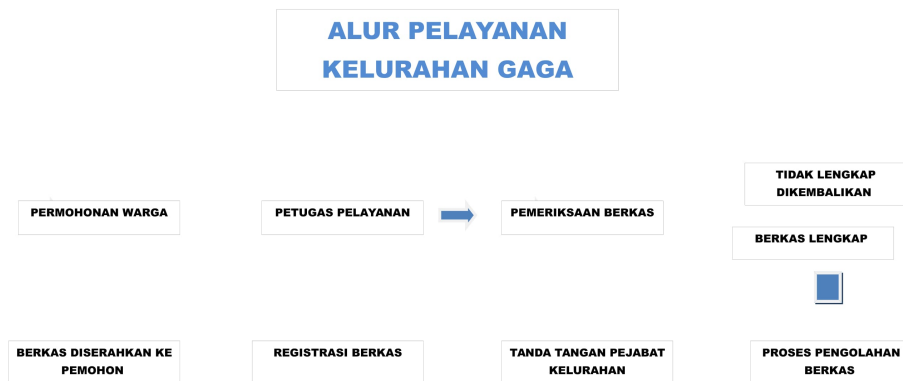 ALUR PELAYANAN
KELURAHAN GAGA
PERMOHONAN WARGA
PETUGAS PELAYANAN
PEMERIKSAAN BERKAS
TIDAK LENGKAP
DIKEMBALIKAN
BERKAS LENGKAP
BERKAS DISERAHKAN KE
PEMOHON
REGISTRASI BERKAS
TANDA TANGAN PEJABAT
KELURAHAN
PROSES PENGOLAHAN
BERKAS